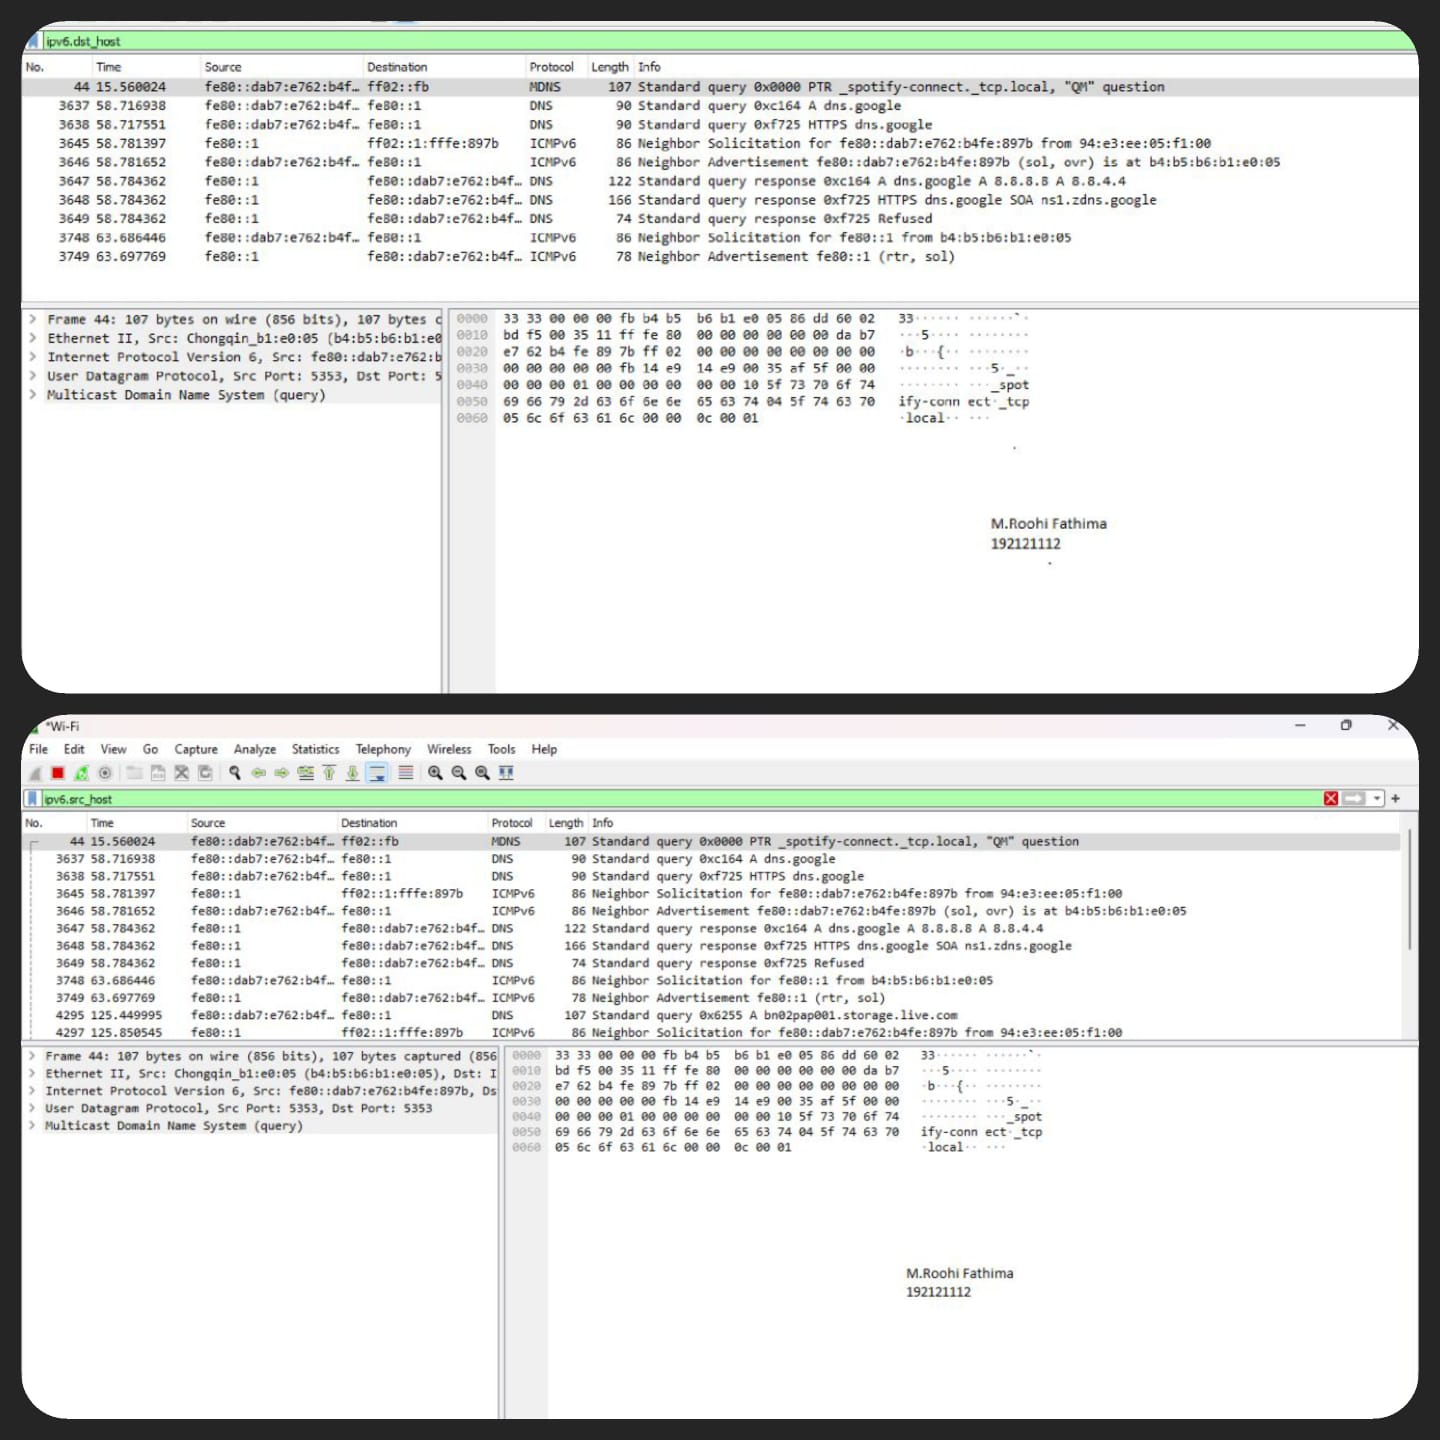 ipv6.dst_host
No. Time Source Destination Protocol Length Info
44 15.560024 fe80::dab7:e762:b4f… ff02::fb MDNS 107 Standard query 0x0000 PTR _spotify-connect._tcp.local, "QM" question
3637 58.716938 fe80::dab7:e762:b4f… fe80::1 DNS 90 Standard query 0xc164 A dns.google
3638 58.717551 fe80::dab7:e762:b4f… fe80::1 DNS 90 Standard query 0xf725 HTTPS dns.google
3645 58.781397 fe80::1 ff02::1:fffe:897b ICMPv6 86 Neighbor Solicitation for fe80::dab7:e762:b4fe:897b from 94:e3:ee:05:f1:00
3646 58.781652 fe80::dab7:e762:b4f… fe80::1 ICMPv6 86 Neighbor Advertisement fe80::dab7:e762:b4fe:897b (sol, ovr) is at b4:b5:b6:b1:e0:05
3647 58.784362 fe80::1 fe80::dab7:e762:b4f… DNS 122 Standard query response 0xc164 A dns.google A 8.8.8.8 A 8.8.4.4
3648 58.784362 fe80::1 fe80::dab7:e762:b4f… DNS 166 Standard query response 0xf725 HTTPS dns.google SOA ns1.zdns.google
3649 58.784362 fe80::1 fe80::dab7:e762:b4f… DNS 74 Standard query response 0xf725 Refused
3748 63.686446 fe80::dab7:e762:b4f… fe80::1 ICMPv6 86 Neighbor Solicitation for fe80::1 from b4:b5:b6:b1:e0:05
3749 63.697769 fe80::1 fe80::dab7:e762:b4f… ICMPv6 78 Neighbor Advertisement fe80::1 (rtr, sol)
Frame 44: 107 bytes on wire (856 bits), 107 bytes c
Ethernet II, Src: Chongqin_b1:e0:05 (b4:b5:b6:b1:e0
Internet Protocol Version 6, Src: fe80::dab7:e762:b
User Datagram Protocol, Src Port: 5353, Dst Port: 5
Multicast Domain Name System (query)
0000 33 33 00 00 00 fb b4 b5 b6 b1 e0 05 86 dd 60 02 33······ ······`·
0010 bd f5 00 35 11 ff fe 80 00 00 00 00 00 00 da b7 ···5···· ········
0020 e7 62 b4 fe 89 7b ff 02 00 00 00 00 00 00 00 00 ·b···{·· ········
0030 00 00 00 00 00 fb 14 e9 14 e9 00 35 af 5f 00 00 ········ ···5·_··
0040 00 00 00 01 00 00 00 00 00 00 10 5f 73 70 6f 74 ········ ···_spot
0050 69 66 79 2d 63 6f 6e 6e 65 63 74 04 5f 74 63 70 ify-conn ect·_tcp
0060 05 6c 6f 63 61 6c 00 00 0c 00 01 ·local·· ···
M.Roohi Fathima
192121112
*Wi-Fi
File Edit View Go Capture Analyze Statistics Telephony Wireless Tools Help
ipv6.src_host
No. Time Source Destination Protocol Length Info
44 15.560024 fe80::dab7:e762:b4f… ff02::fb MDNS 107 Standard query 0x0000 PTR _spotify-connect._tcp.local, "QM" question
3637 58.716938 fe80::dab7:e762:b4f… fe80::1 DNS 90 Standard query 0xc164 A dns.google
3638 58.717551 fe80::dab7:e762:b4f… fe80::1 DNS 90 Standard query 0xf725 HTTPS dns.google
3645 58.781397 fe80::1 ff02::1:fffe:897b ICMPv6 86 Neighbor Solicitation for fe80::dab7:e762:b4fe:897b from 94:e3:ee:05:f1:00
3646 58.781652 fe80::dab7:e762:b4f… fe80::1 ICMPv6 86 Neighbor Advertisement fe80::dab7:e762:b4fe:897b (sol, ovr) is at b4:b5:b6:b1:e0:05
3647 58.784362 fe80::1 fe80::dab7:e762:b4f… DNS 122 Standard query response 0xc164 A dns.google A 8.8.8.8 A 8.8.4.4
3648 58.784362 fe80::1 fe80::dab7:e762:b4f… DNS 166 Standard query response 0xf725 HTTPS dns.google SOA ns1.zdns.google
3649 58.784362 fe80::1 fe80::dab7:e762:b4f… DNS 74 Standard query response 0xf725 Refused
3748 63.686446 fe80::dab7:e762:b4f… fe80::1 ICMPv6 86 Neighbor Solicitation for fe80::1 from b4:b5:b6:b1:e0:05
3749 63.697769 fe80::1 fe80::dab7:e762:b4f… ICMPv6 78 Neighbor Advertisement fe80::1 (rtr, sol)
4295 125.449995 fe80::dab7:e762:b4f… fe80::1 DNS 107 Standard query 0x6255 A bn02pap001.storage.live.com
4297 125.850545 fe80::1 ff02::1:fffe:897b ICMPv6 86 Neighbor Solicitation for fe80::dab7:e762:b4fe:897b from 94:e3:ee:05:f1:00
Frame 44: 107 bytes on wire (856 bits), 107 bytes captured (856
Ethernet II, Src: Chongqin_b1:e0:05 (b4:b5:b6:b1:e0:05), Dst: I
Internet Protocol Version 6, Src: fe80::dab7:e762:b4fe:897b, Ds
User Datagram Protocol, Src Port: 5353, Dst Port: 5353
Multicast Domain Name System (query)
0000 33 33 00 00 00 fb b4 b5 b6 b1 e0 05 86 dd 60 02 33······ ······`·
0010 bd f5 00 35 11 ff fe 80 00 00 00 00 00 00 da b7 ···5···· ········
0020 e7 62 b4 fe 89 7b ff 02 00 00 00 00 00 00 00 00 ·b···{·· ········
0030 00 00 00 00 00 fb 14 e9 14 e9 00 35 af 5f 00 00 ········ ···5·_··
0040 00 00 00 01 00 00 00 00 00 00 10 5f 73 70 6f 74 ········ ···_spot
0050 69 66 79 2d 63 6f 6e 6e 65 63 74 04 5f 74 63 70 ify-conn ect·_tcp
0060 05 6c 6f 63 61 6c 00 00 0c 00 01 ·local·· ···
M.Roohi Fathima
192121112